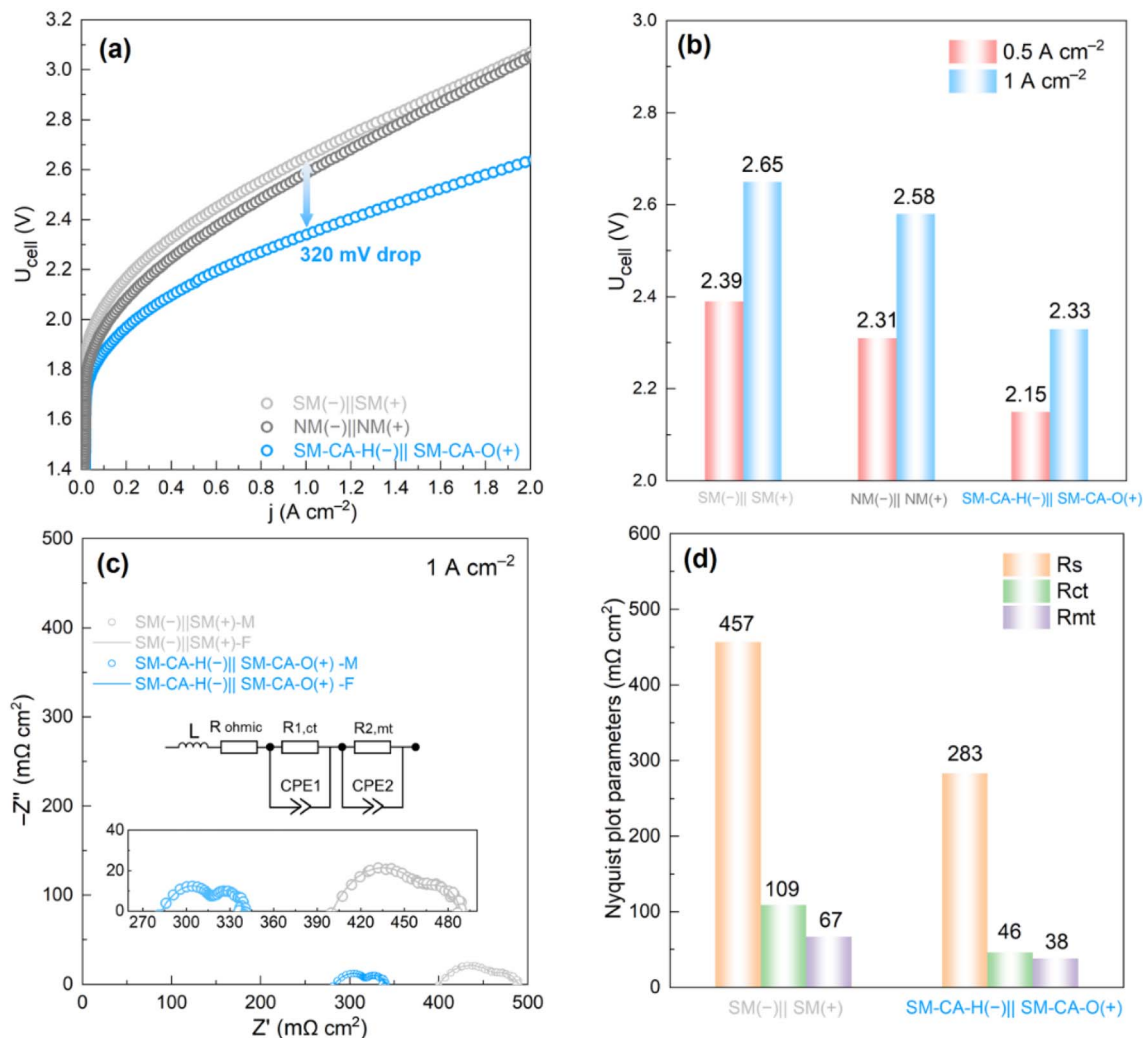 (a)
3.2
3.0
2.8
2.6
2.4
2.2
2.0
1.8
1.6
1.4
U_cell (V)
320 mV drop
SM(−)||SM(+)
NM(−)||NM(+)
SM-CA-H(−)|| SM-CA-O(+)
0.0 0.2 0.4 0.6 0.8 1.0 1.2 1.4 1.6 1.8 2.0
j (A cm⁻²)
(b)
0.5 A cm⁻²
1 A cm⁻²
3.0
2.8
2.6
2.4
2.2
2.0
U_cell (V)
2.39
2.65
2.31
2.58
2.15
2.33
SM(−)|| SM(+)
NM(−)|| NM(+)
SM-CA-H(−)|| SM-CA-O(+)
(c)
1 A cm⁻²
500
400
300
200
100
0
−Z" (mΩ cm²)
SM(−)||SM(+)-M
SM(−)||SM(+)-F
SM-CA-H(−)|| SM-CA-O(+) -M
SM-CA-H(−)|| SM-CA-O(+) -F
L
R ohmic
R1,ct
R2,mt
CPE1
CPE2
40
20
0
260 270 300 330 360 390 400 420 450 480
0 100 200 300 400 500
Z' (mΩ cm²)
(d)
Rs
Rct
Rmt
600
500
400
300
200
100
0
Nyquist plot parameters (mΩ cm²)
457
109
67
283
46
38
SM(−)|| SM(+)
SM-CA-H(−)|| SM-CA-O(+)